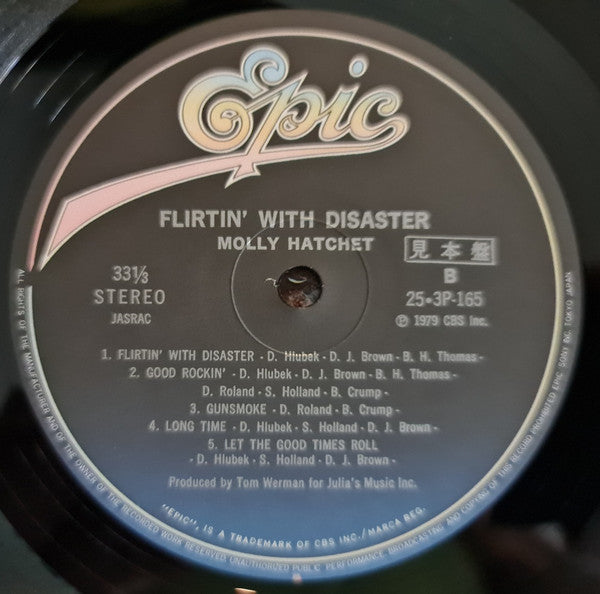 Epic
FLIRTIN' WITH DISASTER
MOLLY HATCHET
見本盤
33⅓
STEREO
JASRAC
B
25・3P-165
Ⓟ 1979 CBS Inc.
1. FLIRTIN' WITH DISASTER - D. Hlubek - D. J. Brown - B. H. Thomas -
2. GOOD ROCKIN' - D. Hlubek - D. J. Brown - B. H. Thomas -
D. Roland - S. Holland - B. Crump -
3. GUNSMOKE - D. Roland - B. Crump -
4. LONG TIME - D. Hlubek - S. Holland - D. J. Brown -
5. LET THE GOOD TIMES ROLL
- D. Hlubek - S. Holland - D. J. Brown -
Produced by Tom Werman for Julia's Music Inc.
"EPIC", IS A TRADEMARK OF CBS INC./MARCA REG.
ALL RIGHTS OF THE MANUFACTURER AND OF THE OWNER OF THE RECORDED WORK RESERVED. UNAUTHORIZED PUBLIC PERFORMANCE, BROADCASTING AND COPYING OF THIS RECORD PROHIBITED EPIC SONY INC. TOKYO JAPAN